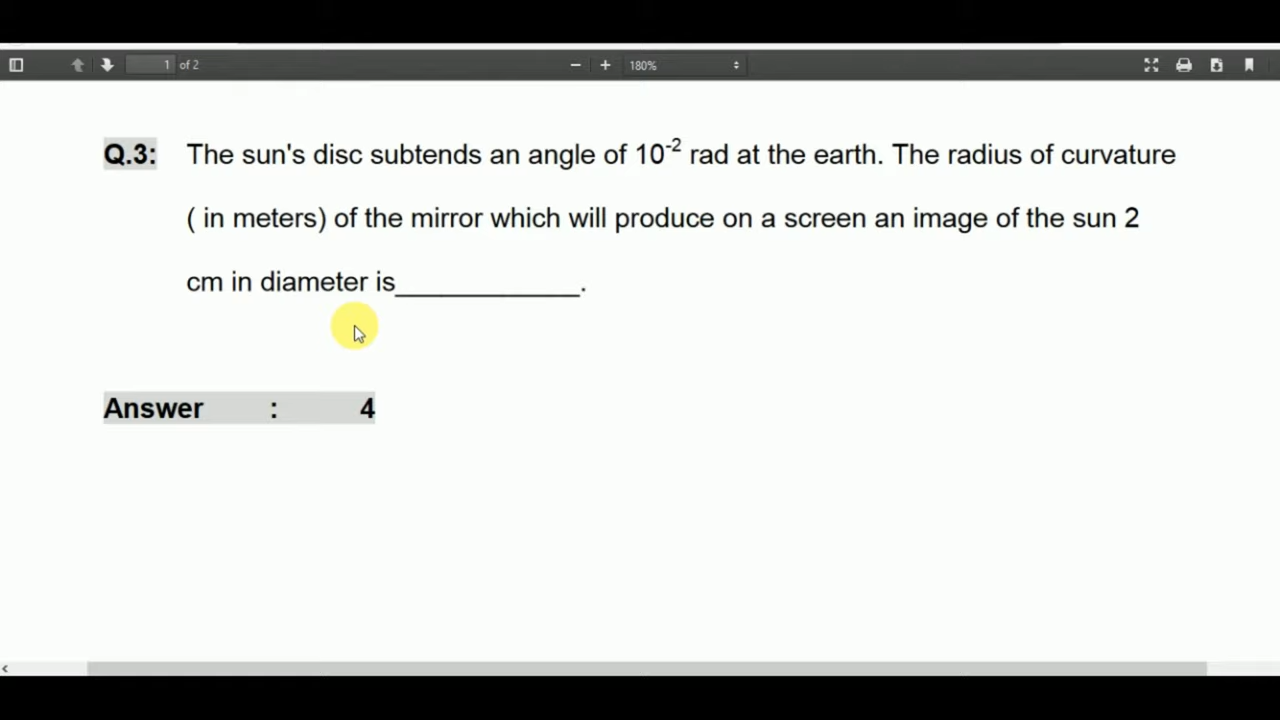 1 of 2 180%
Q.3: The sun's disc subtends an angle of 10⁻² rad at the earth. The radius of curvature
( in meters) of the mirror which will produce on a screen an image of the sun 2
cm in diameter is____________.
Answer : 4